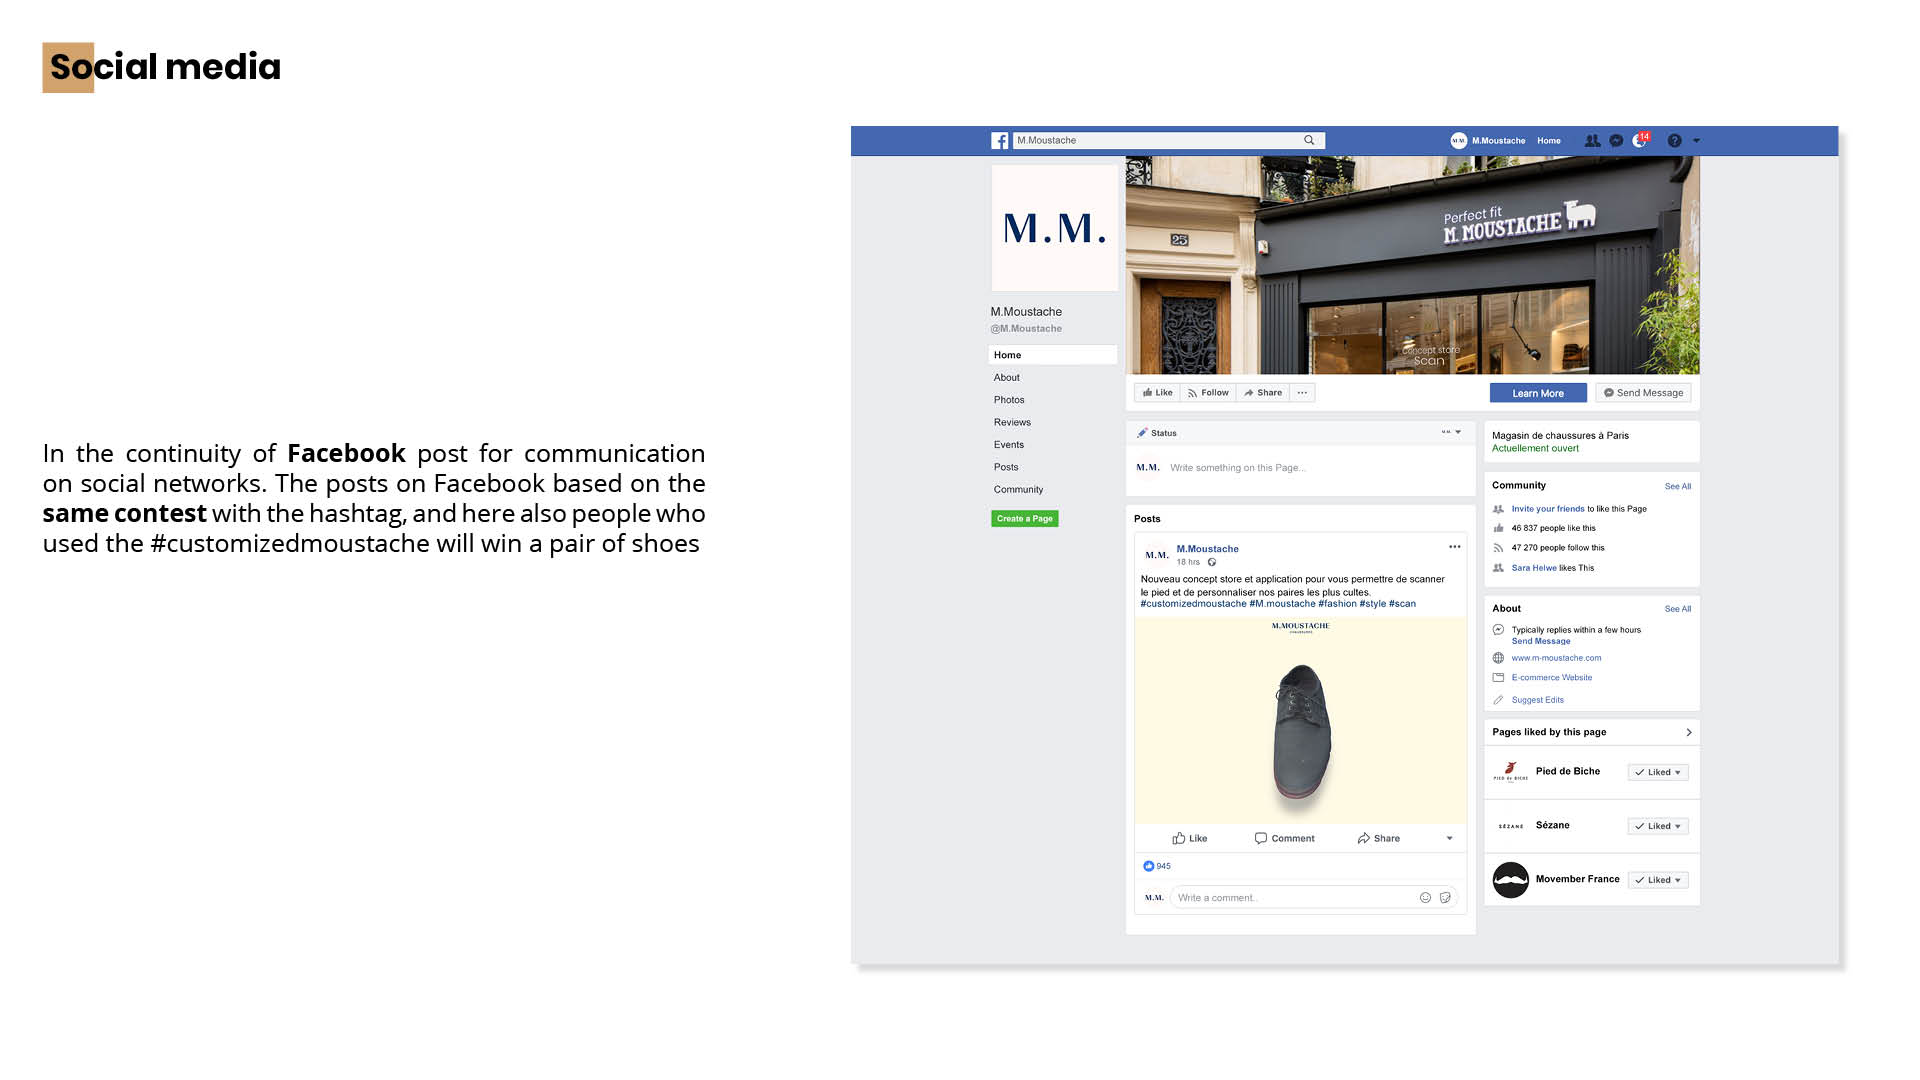 Social media
In the continuity of Facebook post for communication
on social networks. The posts on Facebook based on the
same contest with the hashtag, and here also people who
used the #customizedmoustache will win a pair of shoes
M.Moustache
M.Moustache
Home
14
M.M.
M.Moustache
@M.Moustache
Home
About
Photos
Reviews
Events
Posts
Community
Create a Page
25
Perfect fit
M. MOUSTACHE
Concept store
Scan
Like
Follow
Share
Learn More
Send Message
Status
M.M.
Write something on this Page...
Posts
M.M.
M.Moustache
18 hrs
Nouveau concept store et application pour vous permettre de scanner
le pied et de personnaliser nos paires les plus cultes.
#customizedmoustache #M.moustache #fashion #style #scan
M.MOUSTACHE
CHAUSSURES
Like
Comment
Share
945
M.M.
Write a comment..
Magasin de chaussures à Paris
Actuellement ouvert
Community
See All
Invite your friends to like this Page
46 837 people like this
47 270 people follow this
Sara Helwe likes This
About
See All
Typically replies within a few hours
Send Message
www.m-moustache.com
E-commerce Website
Suggest Edits
Pages liked by this page
PIED de BICHE
Pied de Biche
Liked
SÉZANE
Sézane
Liked
Movember France
Liked